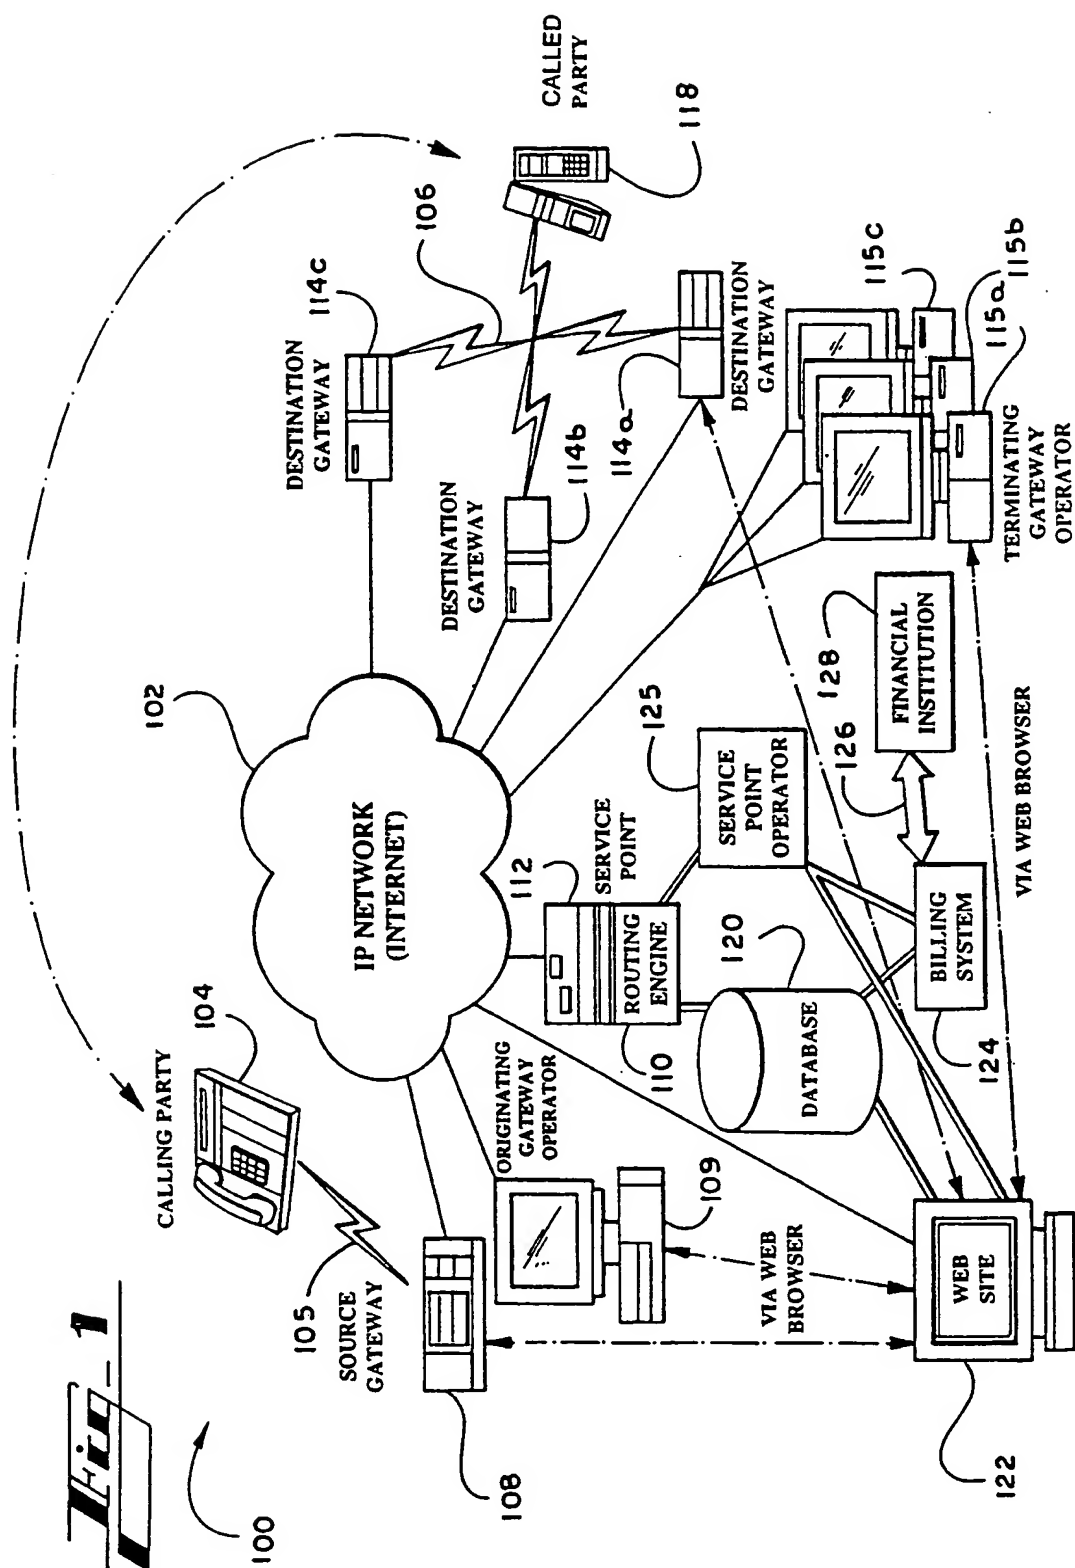 Fig_1
100
CALLING PARTY
104
105
SOURCE
GATEWAY
108
102
IP NETWORK
(INTERNET)
ORIGINATING
GATEWAY
OPERATOR
109
VIA WEB
BROWSER
WEB
SITE
122
112
SERVICE
POINT
ROUTING
ENGINE
110
120
DATABASE
125
SERVICE
POINT
OPERATOR
BILLING
SYSTEM
124
126
128
FINANCIAL
INSTITUTION
VIA WEB BROWSER
DESTINATION
GATEWAY
114c
106
DESTINATION
GATEWAY
114b
114a
DESTINATION
GATEWAY
CALLED
PARTY
118
115c
115a
115b
TERMINATING
GATEWAY
OPERATOR